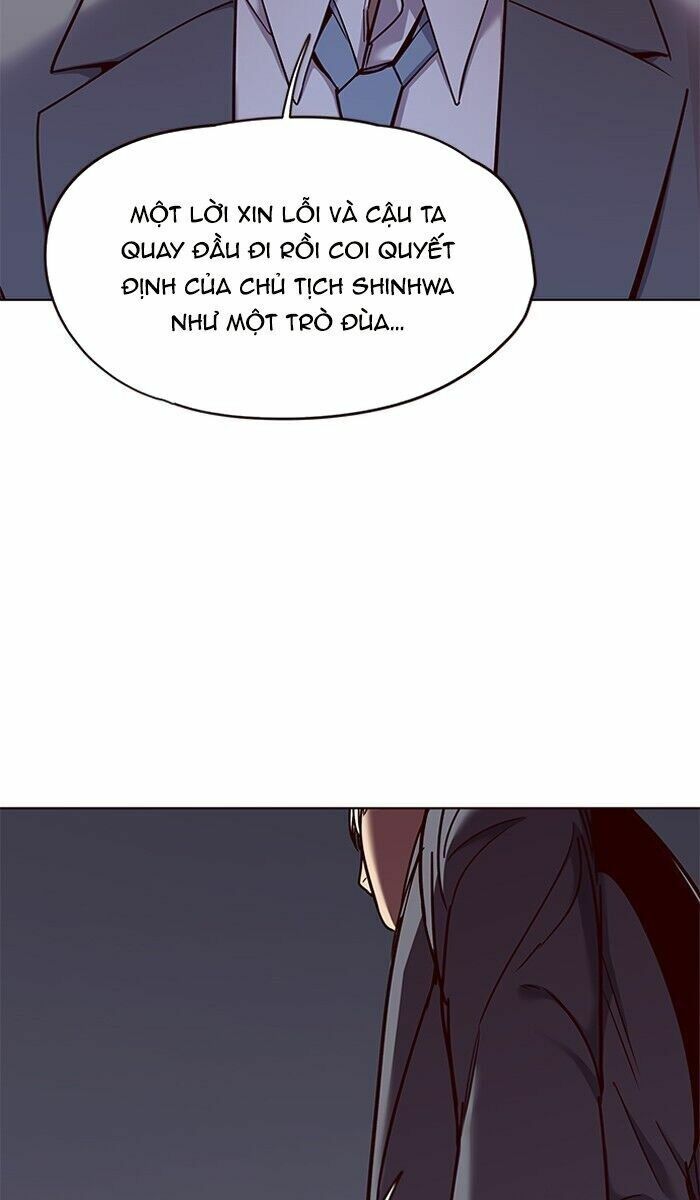 MỘT LỜI XIN LỖI VÀ CẬU TA
QUAY ĐẦU ĐI RỒI COI QUYẾT
ĐỊNH CỦA CHỦ TỊCH SHINHWA
NHƯ MỘT TRÒ ĐÙA...